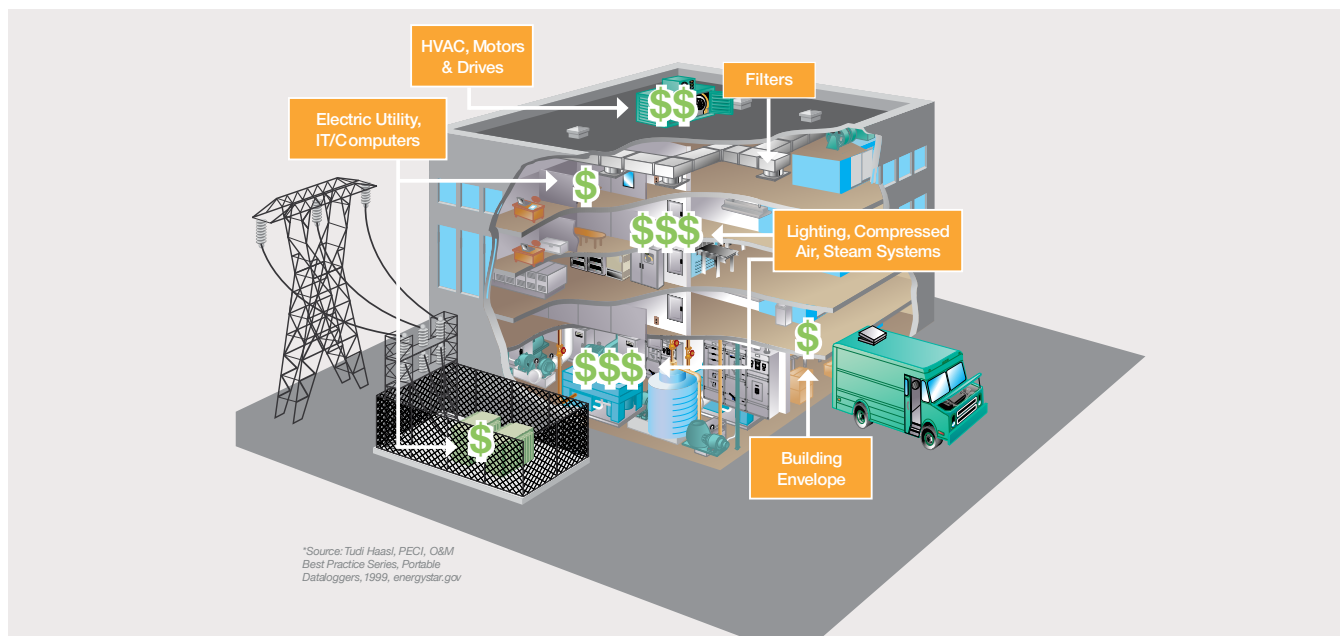 HVAC, Motors
& Drives
Filters
Electric Utility,
IT/Computers
$$
$
$$$
Lighting, Compressed
Air, Steam Systems
$
$$$
$
Building
Envelope
*Source: Tudi Haasl, PECI, O&M
Best Practice Series, Portable
Dataloggers, 1999, energystar.gov